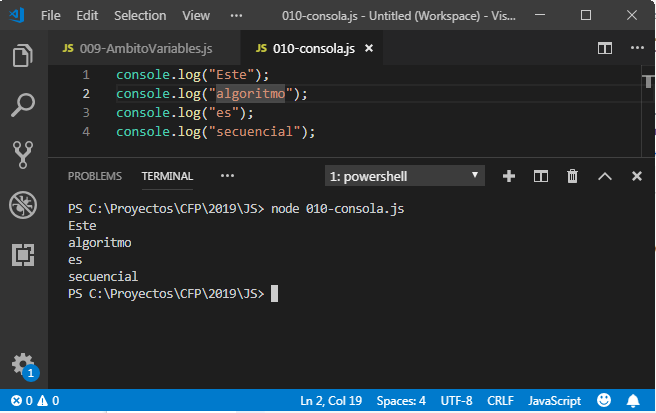 File Edit 010-consola.js - Untitled (Workspace) - Vis...
JS 009-AmbitoVariables.js JS 010-consola.js
1 console.log("Este");
2 console.log("algoritmo");
3 console.log("es");
4 console.log("secuencial");
PROBLEMS TERMINAL ... 1: powershell
PS C:\Proyectos\CFP\2019\JS> node 010-consola.js
Este
algoritmo
es
secuencial
PS C:\Proyectos\CFP\2019\JS>
1
0 0 Ln 2, Col 19 Spaces: 4 UTF-8 CRLF JavaScript